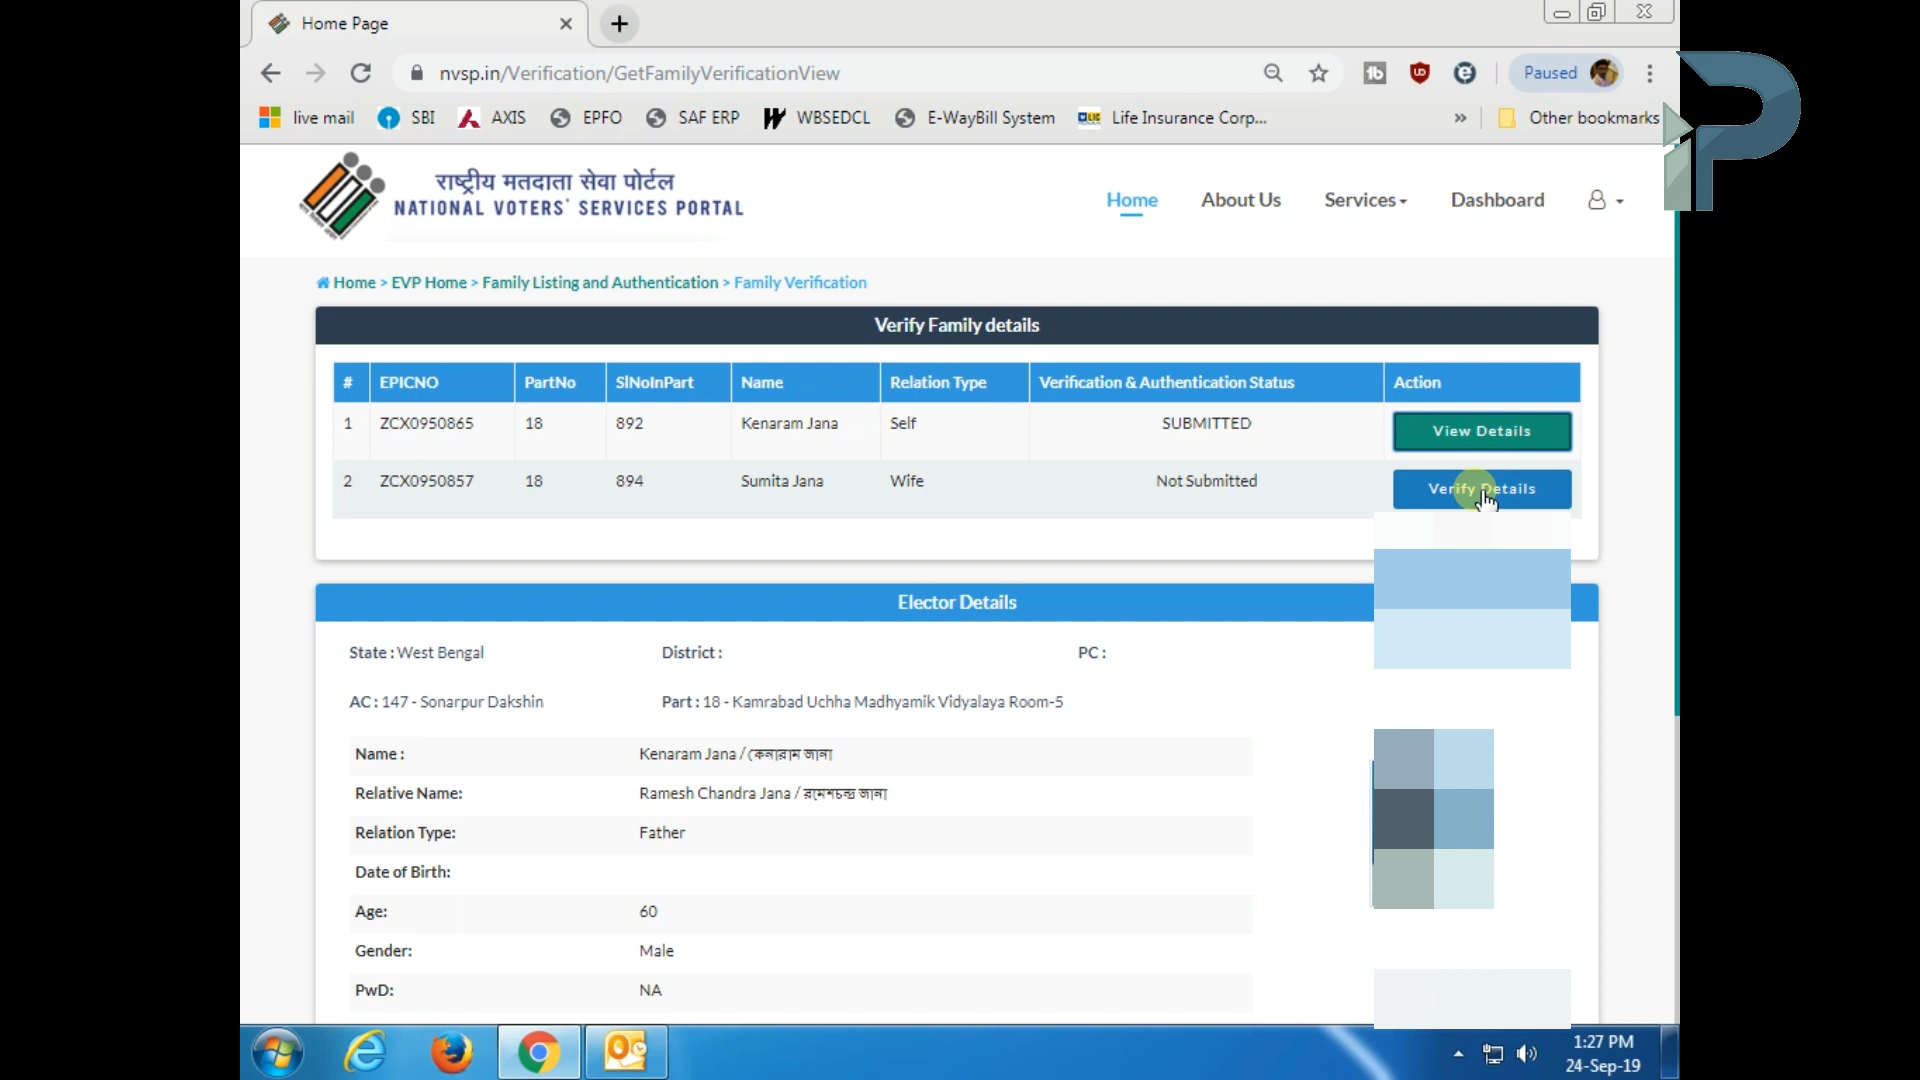 Home Page
nvsp.in/Verification/GetFamilyVerificationView
Paused
live mail SBI AXIS EPFO SAF ERP WBSEDCL E-WayBill System Life Insurance Corp... » Other bookmarks
राष्ट्रीय मतदाता सेवा पोर्टल
NATIONAL VOTERS' SERVICES PORTAL
Home About Us Services Dashboard
Home > EVP Home > Family Listing and Authentication > Family Verification
Verify Family details
# EPICNO PartNo SlNoInPart Name Relation Type Verification & Authentication Status Action
1 ZCX0950865 18 892 Kenaram Jana Self SUBMITTED View Details
2 ZCX0950857 18 894 Sumita Jana Wife Not Submitted Verify Details
Elector Details
State : West Bengal District : PC :
AC : 147 - Sonarpur Dakshin Part : 18 - Kamrabad Uchha Madhyamik Vidyalaya Room-5
Name : Kenaram Jana / কেনারাম জানা
Relative Name: Ramesh Chandra Jana / রমেশচন্দ্র জানা
Relation Type: Father
Date of Birth:
Age: 60
Gender: Male
PwD: NA
1:27 PM
24-Sep-19